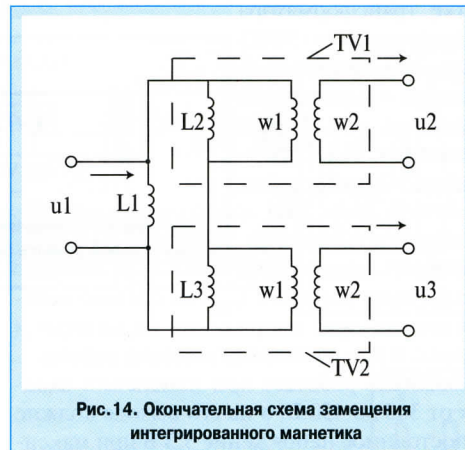 TV1
L2 w1 w2 u2
u1 L1
L3 w1 w2 u3
TV2
Рис.14. Окончательная схема замещения
интегрированного магнетика